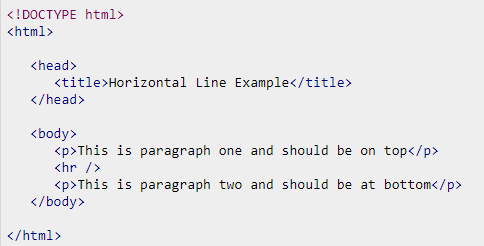 <!DOCTYPE html>
<html>
<head>
<title>Horizontal Line Example</title>
</head>
<body>
<p>This is paragraph one and should be on top</p>
<hr />
<p>This is paragraph two and should be at bottom</p>
</body>
</html>